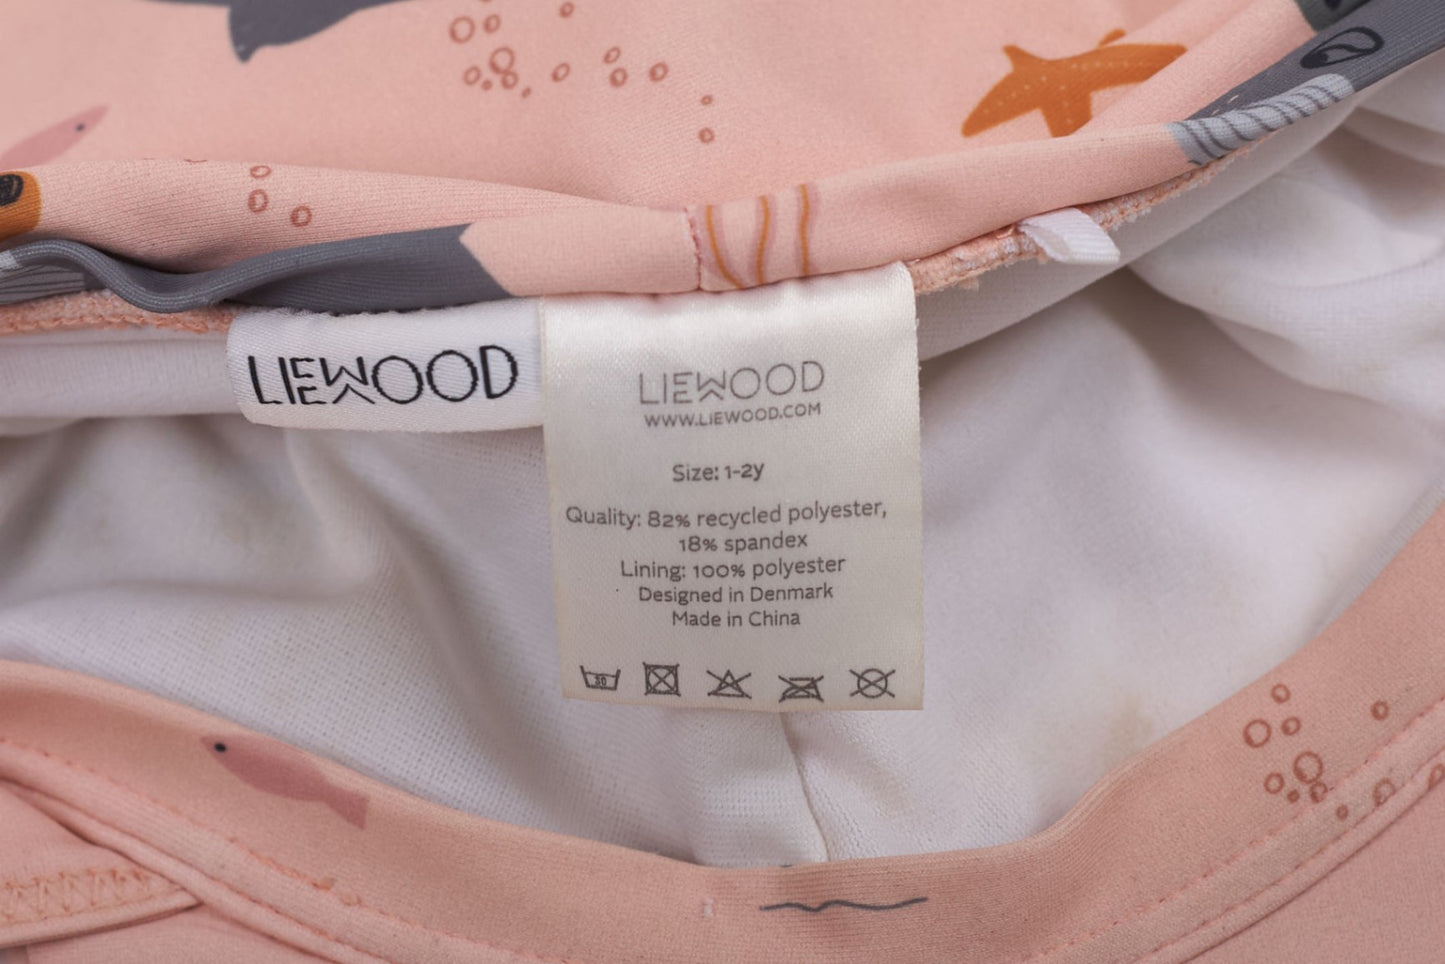 LIEWOOD
LIEWOOD
WWW.LIEWOOD.COM
Size: 1-2y
Quality: 82% recycled polyester,
18% spandex
Lining: 100% polyester
Designed in Denmark
Made in China
30